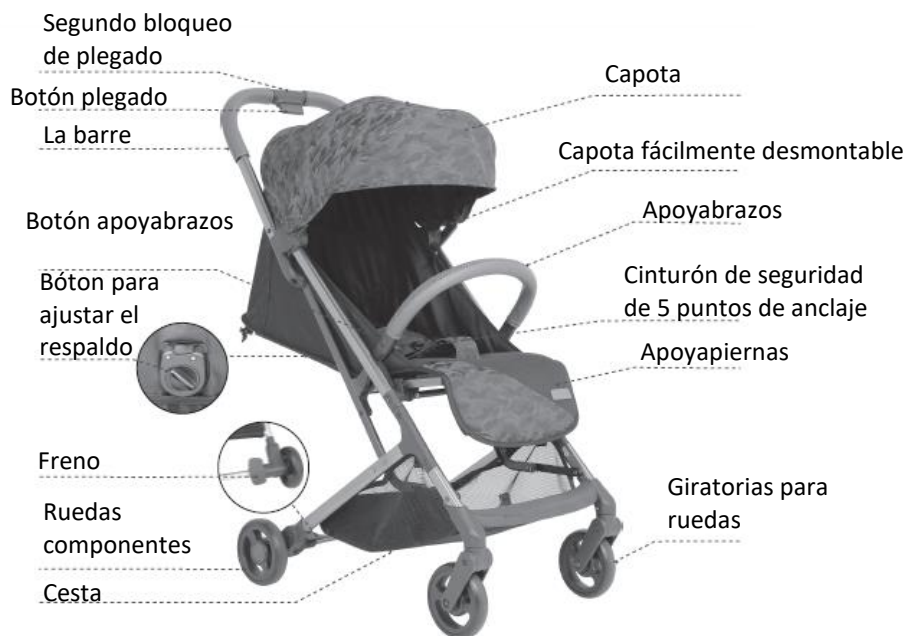 Segundo bloqueo
de plegado
Botón plegado
La barre
Botón apoyabrazos
Bóton para
ajustar el
respaldo
Freno
Ruedas
componentes
Cesta
Capota
Capota fácilmente desmontable
Apoyabrazos
Cinturón de seguridad
de 5 puntos de anclaje
Apoyapiernas
Giratorias para
ruedas